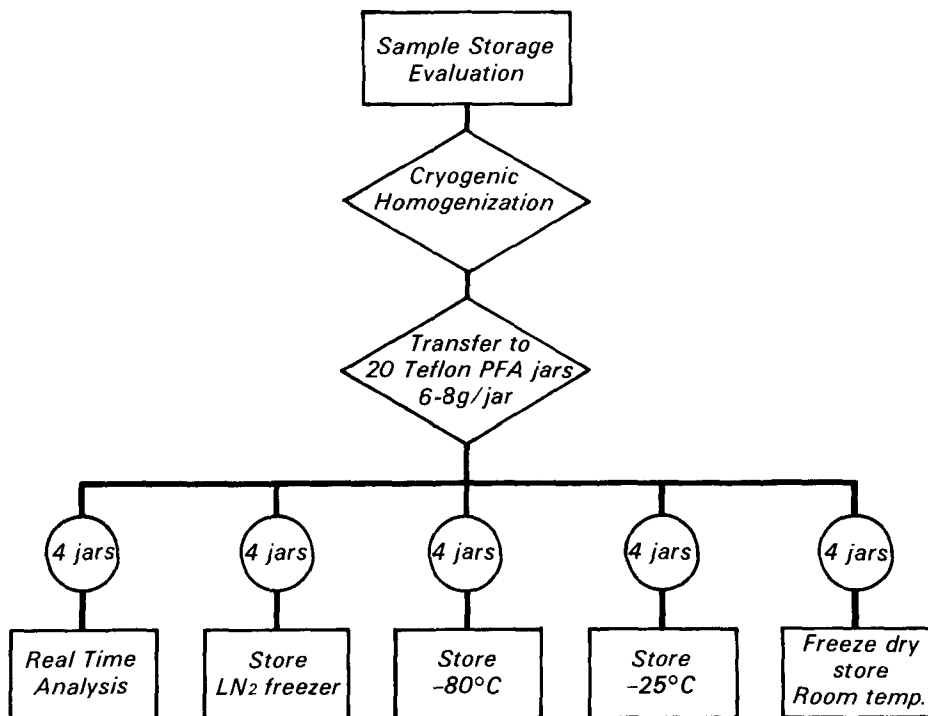 Sample Storage
Evaluation
Cryogenic
Homogenization
Transfer to
20 Teflon PFA jars
6-8g/jar
4 jars
4 jars
4 jars
4 jars
4 jars
Real Time
Analysis
Store
LN₂ freezer
Store
-80°C
Store
-25°C
Freeze dry
store
Room temp.